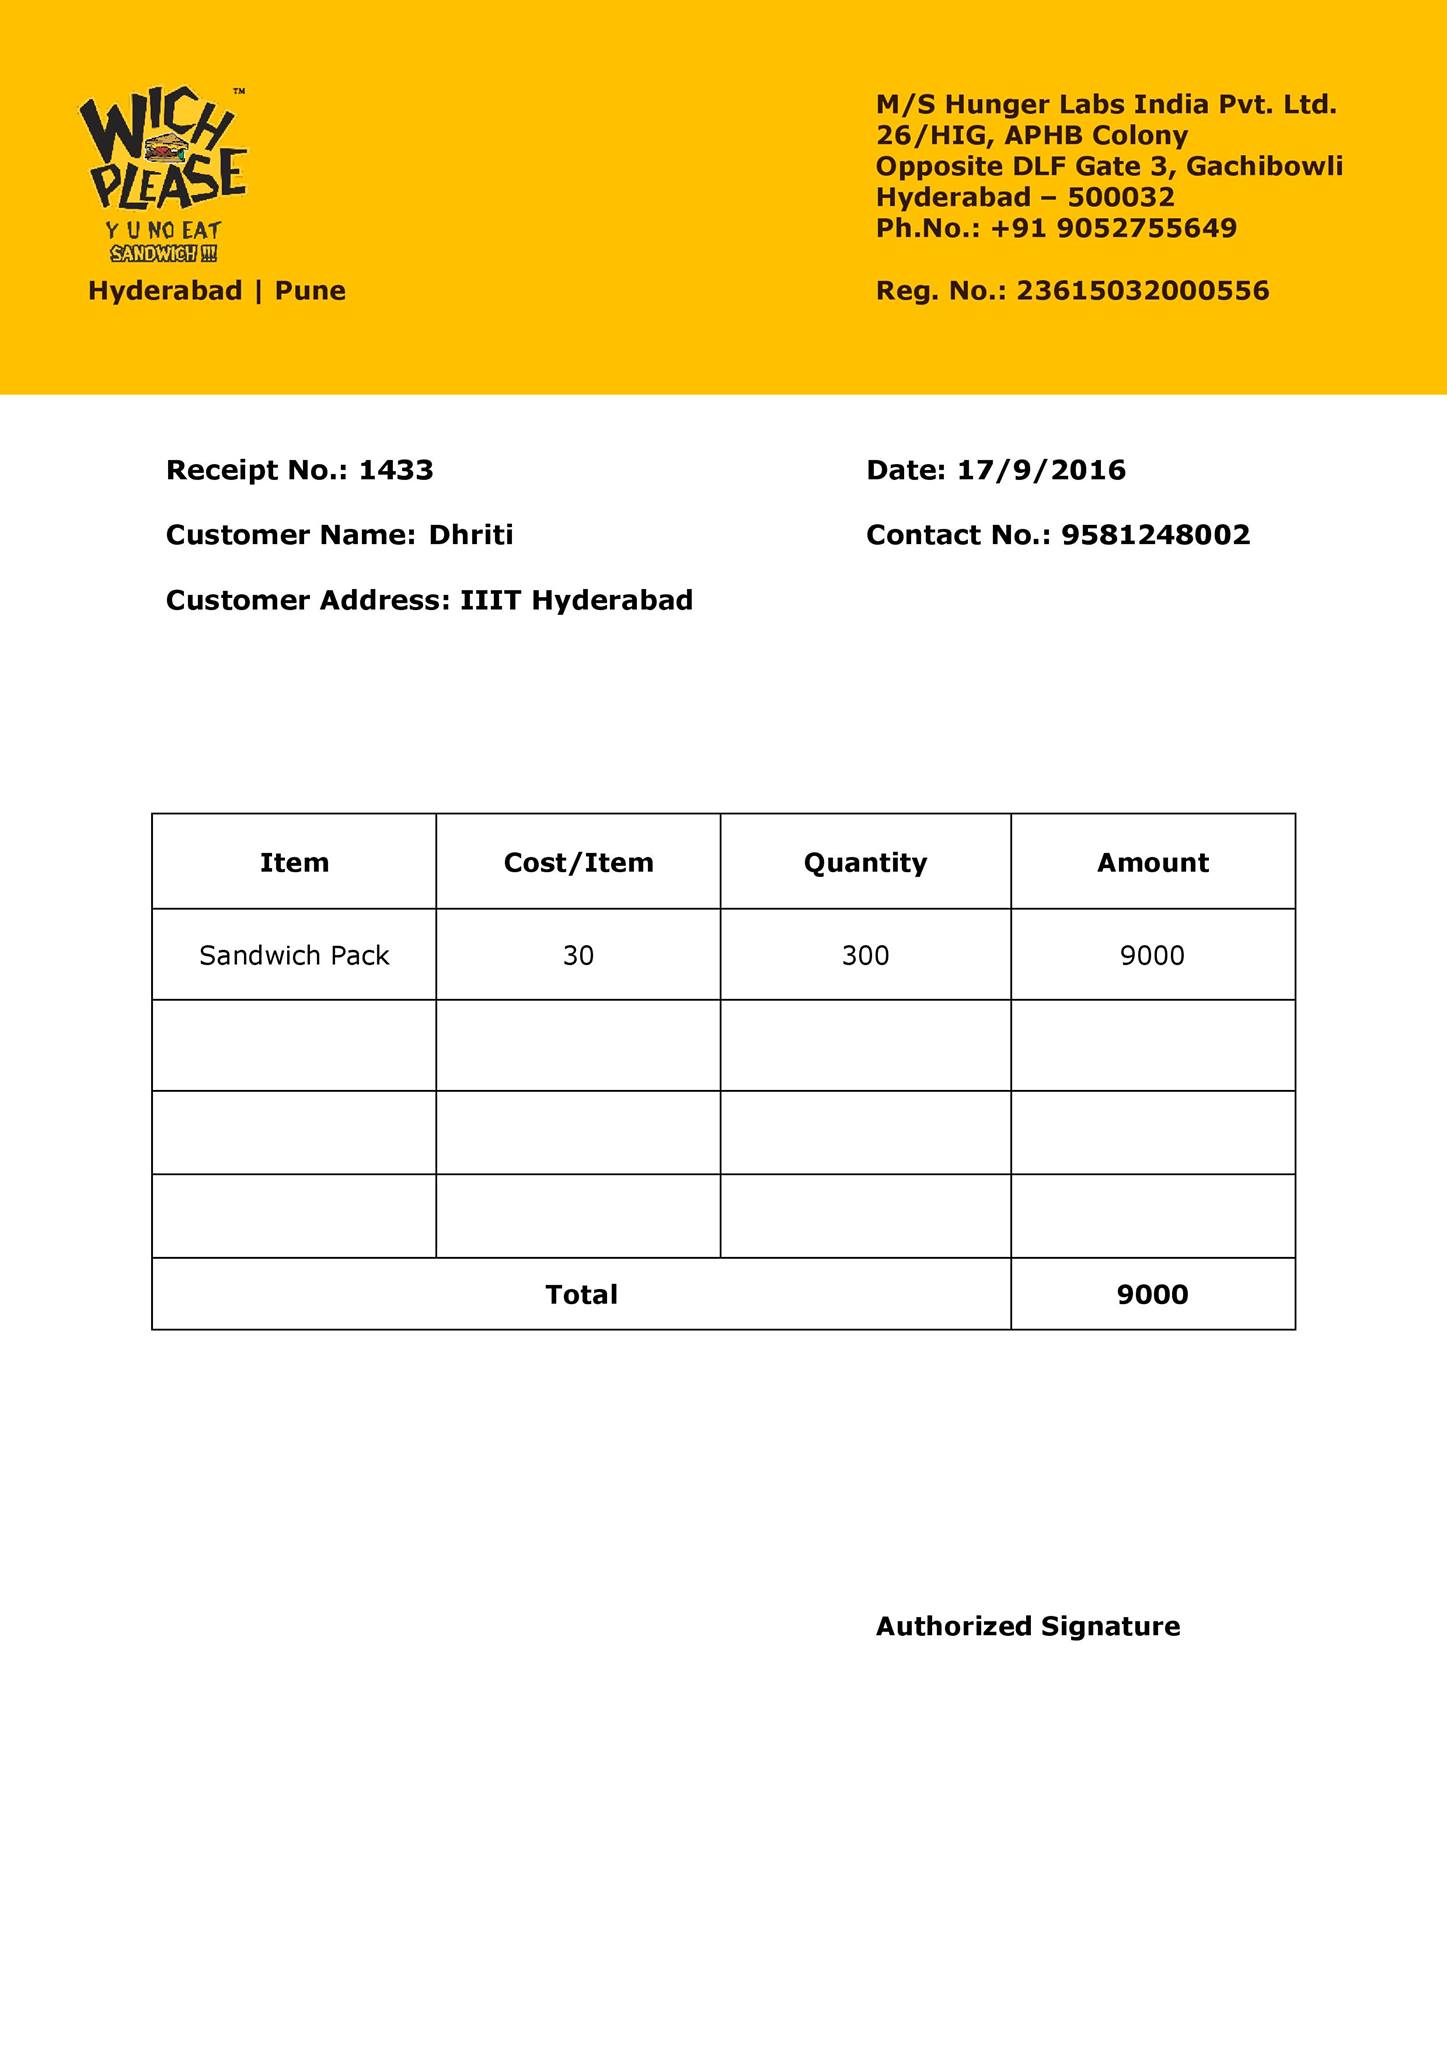 WICH PLEASE ™
Y U NO EAT
SANDWICH !!!
Hyderabad | Pune
M/S Hunger Labs India Pvt. Ltd.
26/HIG, APHB Colony
Opposite DLF Gate 3, Gachibowli
Hyderabad – 500032
Ph.No.: +91 9052755649
Reg. No.: 23615032000556
Receipt No.: 1433
Date: 17/9/2016
Customer Name: Dhriti
Contact No.: 9581248002
Customer Address: IIIT Hyderabad
Item Cost/Item Quantity Amount
Sandwich Pack 30 300 9000
Total 9000
Authorized Signature